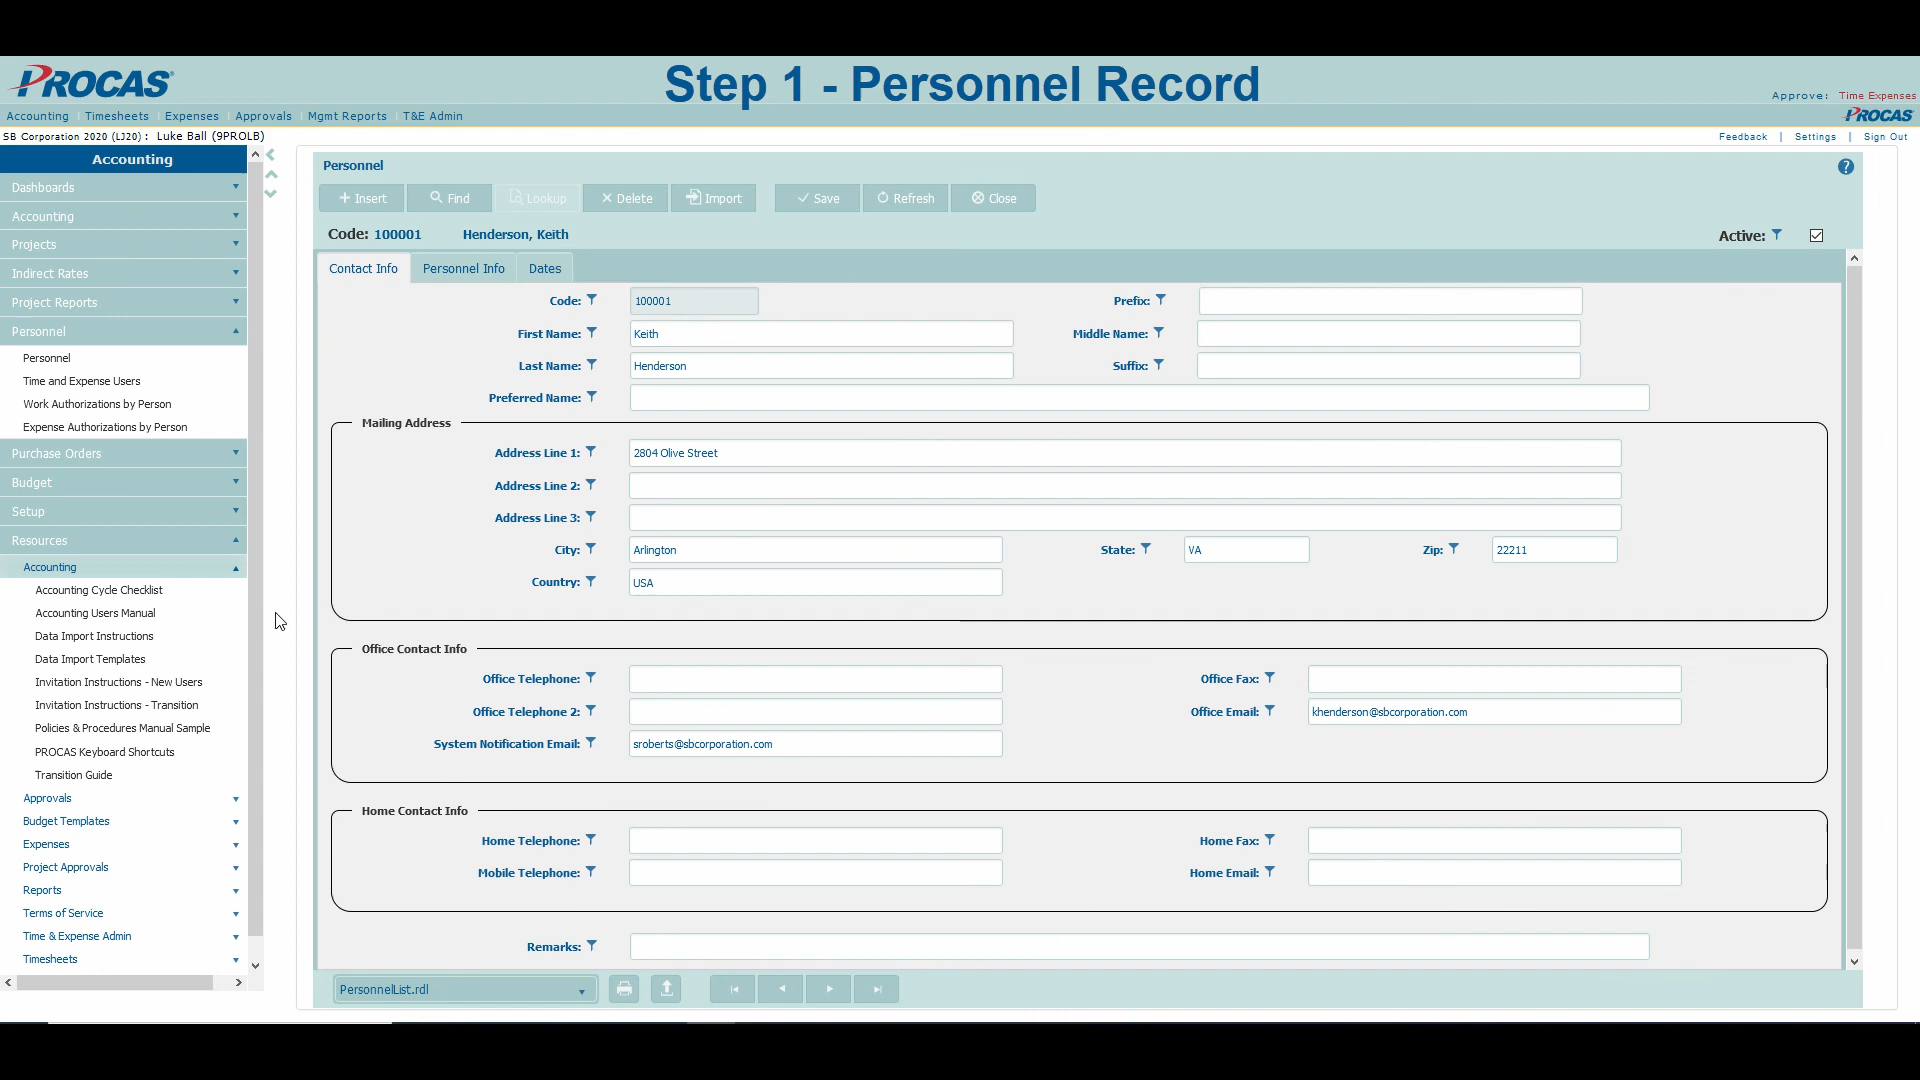 PROCAS
Step 1 - Personnel Record
Approve: Time Expenses
Accounting Timesheets Expenses Approvals Mgmt Reports T&E Admin
PROCAS
SB Corporation 2020 (LJ20) : Luke Ball (9PROLB)
Feedback | Settings | Sign Out
Accounting
Dashboards
Accounting
Projects
Indirect Rates
Project Reports
Personnel
Personnel
Time and Expense Users
Work Authorizations by Person
Expense Authorizations by Person
Purchase Orders
Budget
Setup
Resources
Accounting
Accounting Cycle Checklist
Accounting Users Manual
Data Import Instructions
Data Import Templates
Invitation Instructions - New Users
Invitation Instructions - Transition
Policies & Procedures Manual Sample
PROCAS Keyboard Shortcuts
Transition Guide
Approvals
Budget Templates
Expenses
Project Approvals
Reports
Terms of Service
Time & Expense Admin
Timesheets
Personnel
?
Insert Find Lookup Delete Import Save Refresh Close
Code: 100001 Henderson, Keith Active:
Contact Info Personnel Info Dates
Code: 100001 Prefix:
First Name: Keith Middle Name:
Last Name: Henderson Suffix:
Preferred Name:
Mailing Address
Address Line 1: 2804 Olive Street
Address Line 2:
Address Line 3:
City: Arlington State: VA Zip: 22211
Country: USA
Office Contact Info
Office Telephone: Office Fax:
Office Telephone 2: Office Email: khenderson@sbcorporation.com
System Notification Email: sroberts@sbcorporation.com
Home Contact Info
Home Telephone: Home Fax:
Mobile Telephone: Home Email:
Remarks:
PersonnelList.rdl